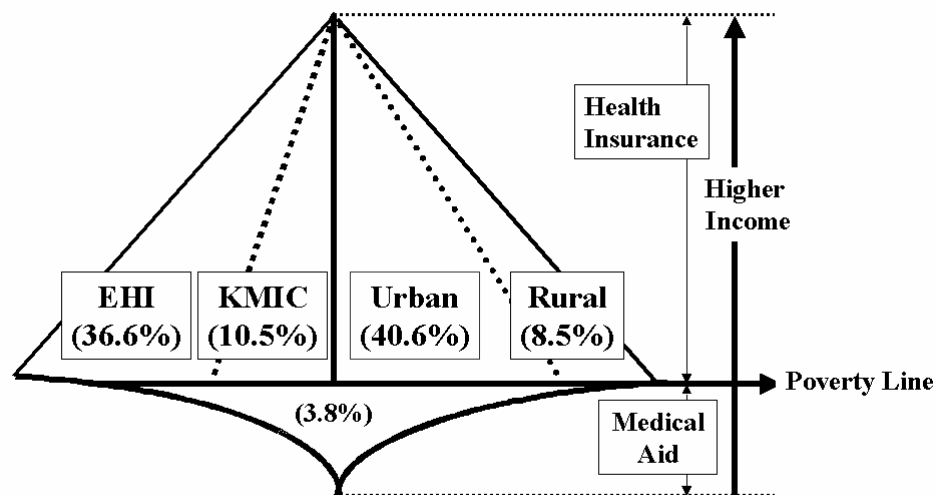 Health
Insurance
Higher
Income
EHI
(36.6%)
KMIC
(10.5%)
Urban
(40.6%)
Rural
(8.5%)
Poverty Line
(3.8%)
Medical
Aid